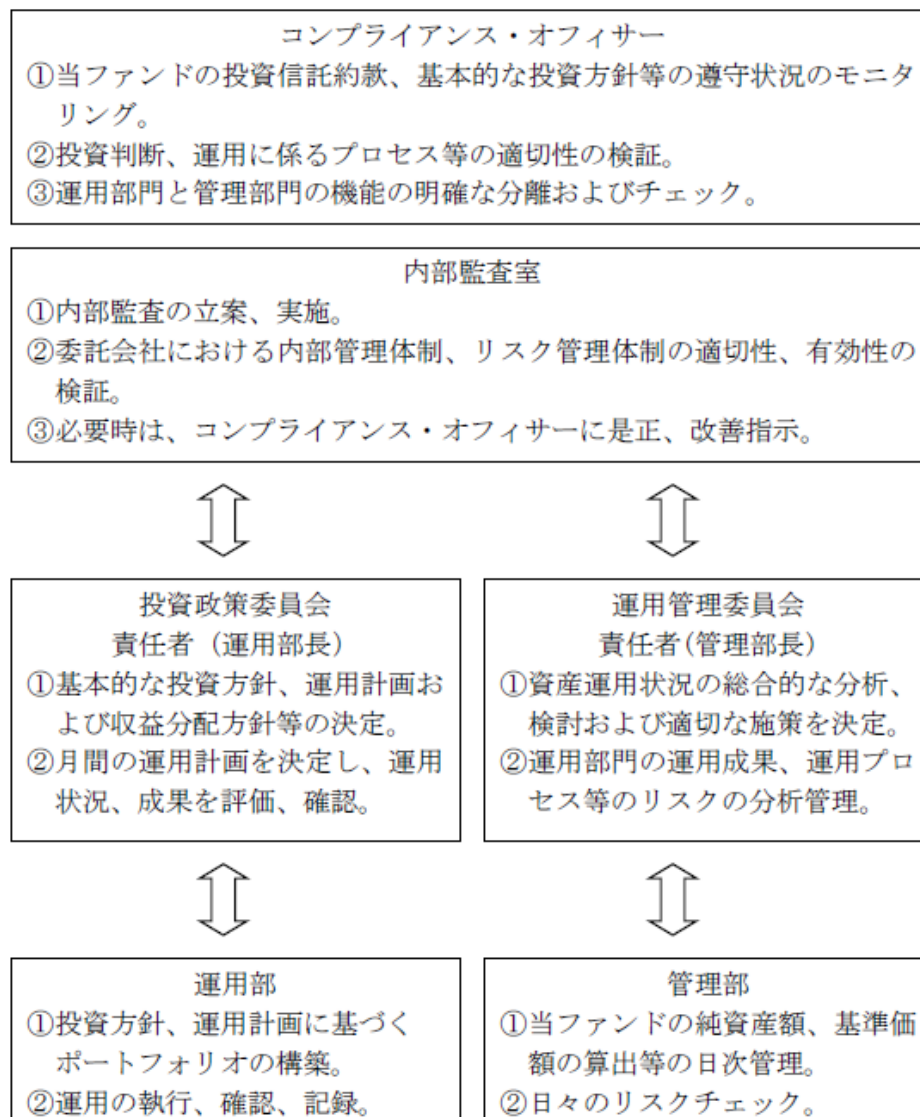 コンプライアンス・オフィサー
①当ファンドの投資信託約款、基本的な投資方針等の遵守状況のモニタ
リング。
②投資判断、運用に係るプロセス等の適切性の検証。
③運用部門と管理部門の機能の明確な分離およびチェック。
内部監査室
①内部監査の立案、実施。
②委託会社における内部管理体制、リスク管理体制の適切性、有効性の
検証。
③必要時は、コンプライアンス・オフィサーに是正、改善指示。
投資政策委員会
責任者（運用部長）
①基本的な投資方針、運用計画お
よび収益分配方針等の決定。
②月間の運用計画を決定し、運用
状況、成果を評価、確認。
運用管理委員会
責任者(管理部長）
①資産運用状況の総合的な分析、
検討および適切な施策を決定。
②運用部門の運用成果、運用プロ
セス等のリスクの分析管理。
運用部
①投資方針、運用計画に基づく
ポートフォリオの構築。
②運用の執行、確認、記録。
管理部
①当ファンドの純資産額、基準価
額の算出等の日次管理。
②日々のリスクチェック。